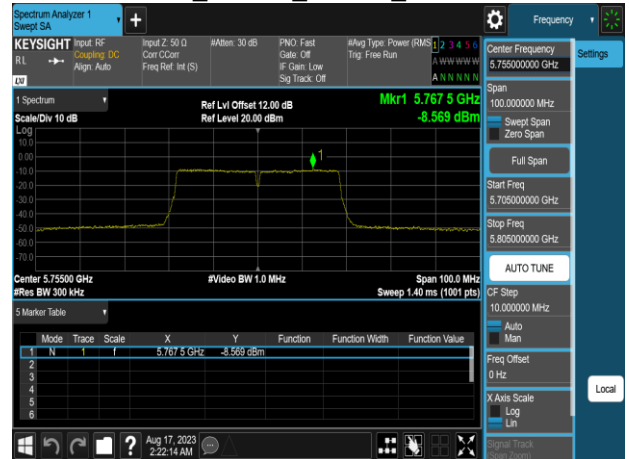 Spectrum Analyzer 1
Swept SA
Frequency
KEYSIGHT
Input: RF
Coupling: DC
Align: Auto
Input Z: 50 Ω
Corr CCorr
Freq Ref: Int (S)
#Atten: 30 dB
PNO: Fast
Gate: Off
IF Gain: Low
Sig Track: Off
#Avg Type: Power (RMS
Trig: Free Run
1 2 3 4 5 6
A W W W W W
A N N N N N
RL
LXI
1 Spectrum
Scale/Div 10 dB
Ref Lvl Offset 12.00 dB
Ref Level 20.00 dBm
Mkr1 5.767 5 GHz
-8.569 dBm
Log
10.0
0.00
-10.0
-20.0
-30.0
-40.0
-50.0
-60.0
-70.0
1
Center 5.75500 GHz
#Res BW 300 kHz
#Video BW 1.0 MHz
Span 100.0 MHz
Sweep 1.40 ms (1001 pts)
5 Marker Table
Mode Trace Scale X Y Function Function Width Function Value
1 N 1 f 5.767 5 GHz -8.569 dBm
2
3
4
5
6
Aug 17, 2023
2:22:14 AM
Center Frequency
5.755000000 GHz
Span
100.000000 MHz
Swept Span
Zero Span
Full Span
Start Freq
5.705000000 GHz
Stop Freq
5.805000000 GHz
AUTO TUNE
CF Step
10.000000 MHz
Auto
Man
Freq Offset
0 Hz
X Axis Scale
Log
Lin
Signal Track
(Span Zoom)
Settings
Local